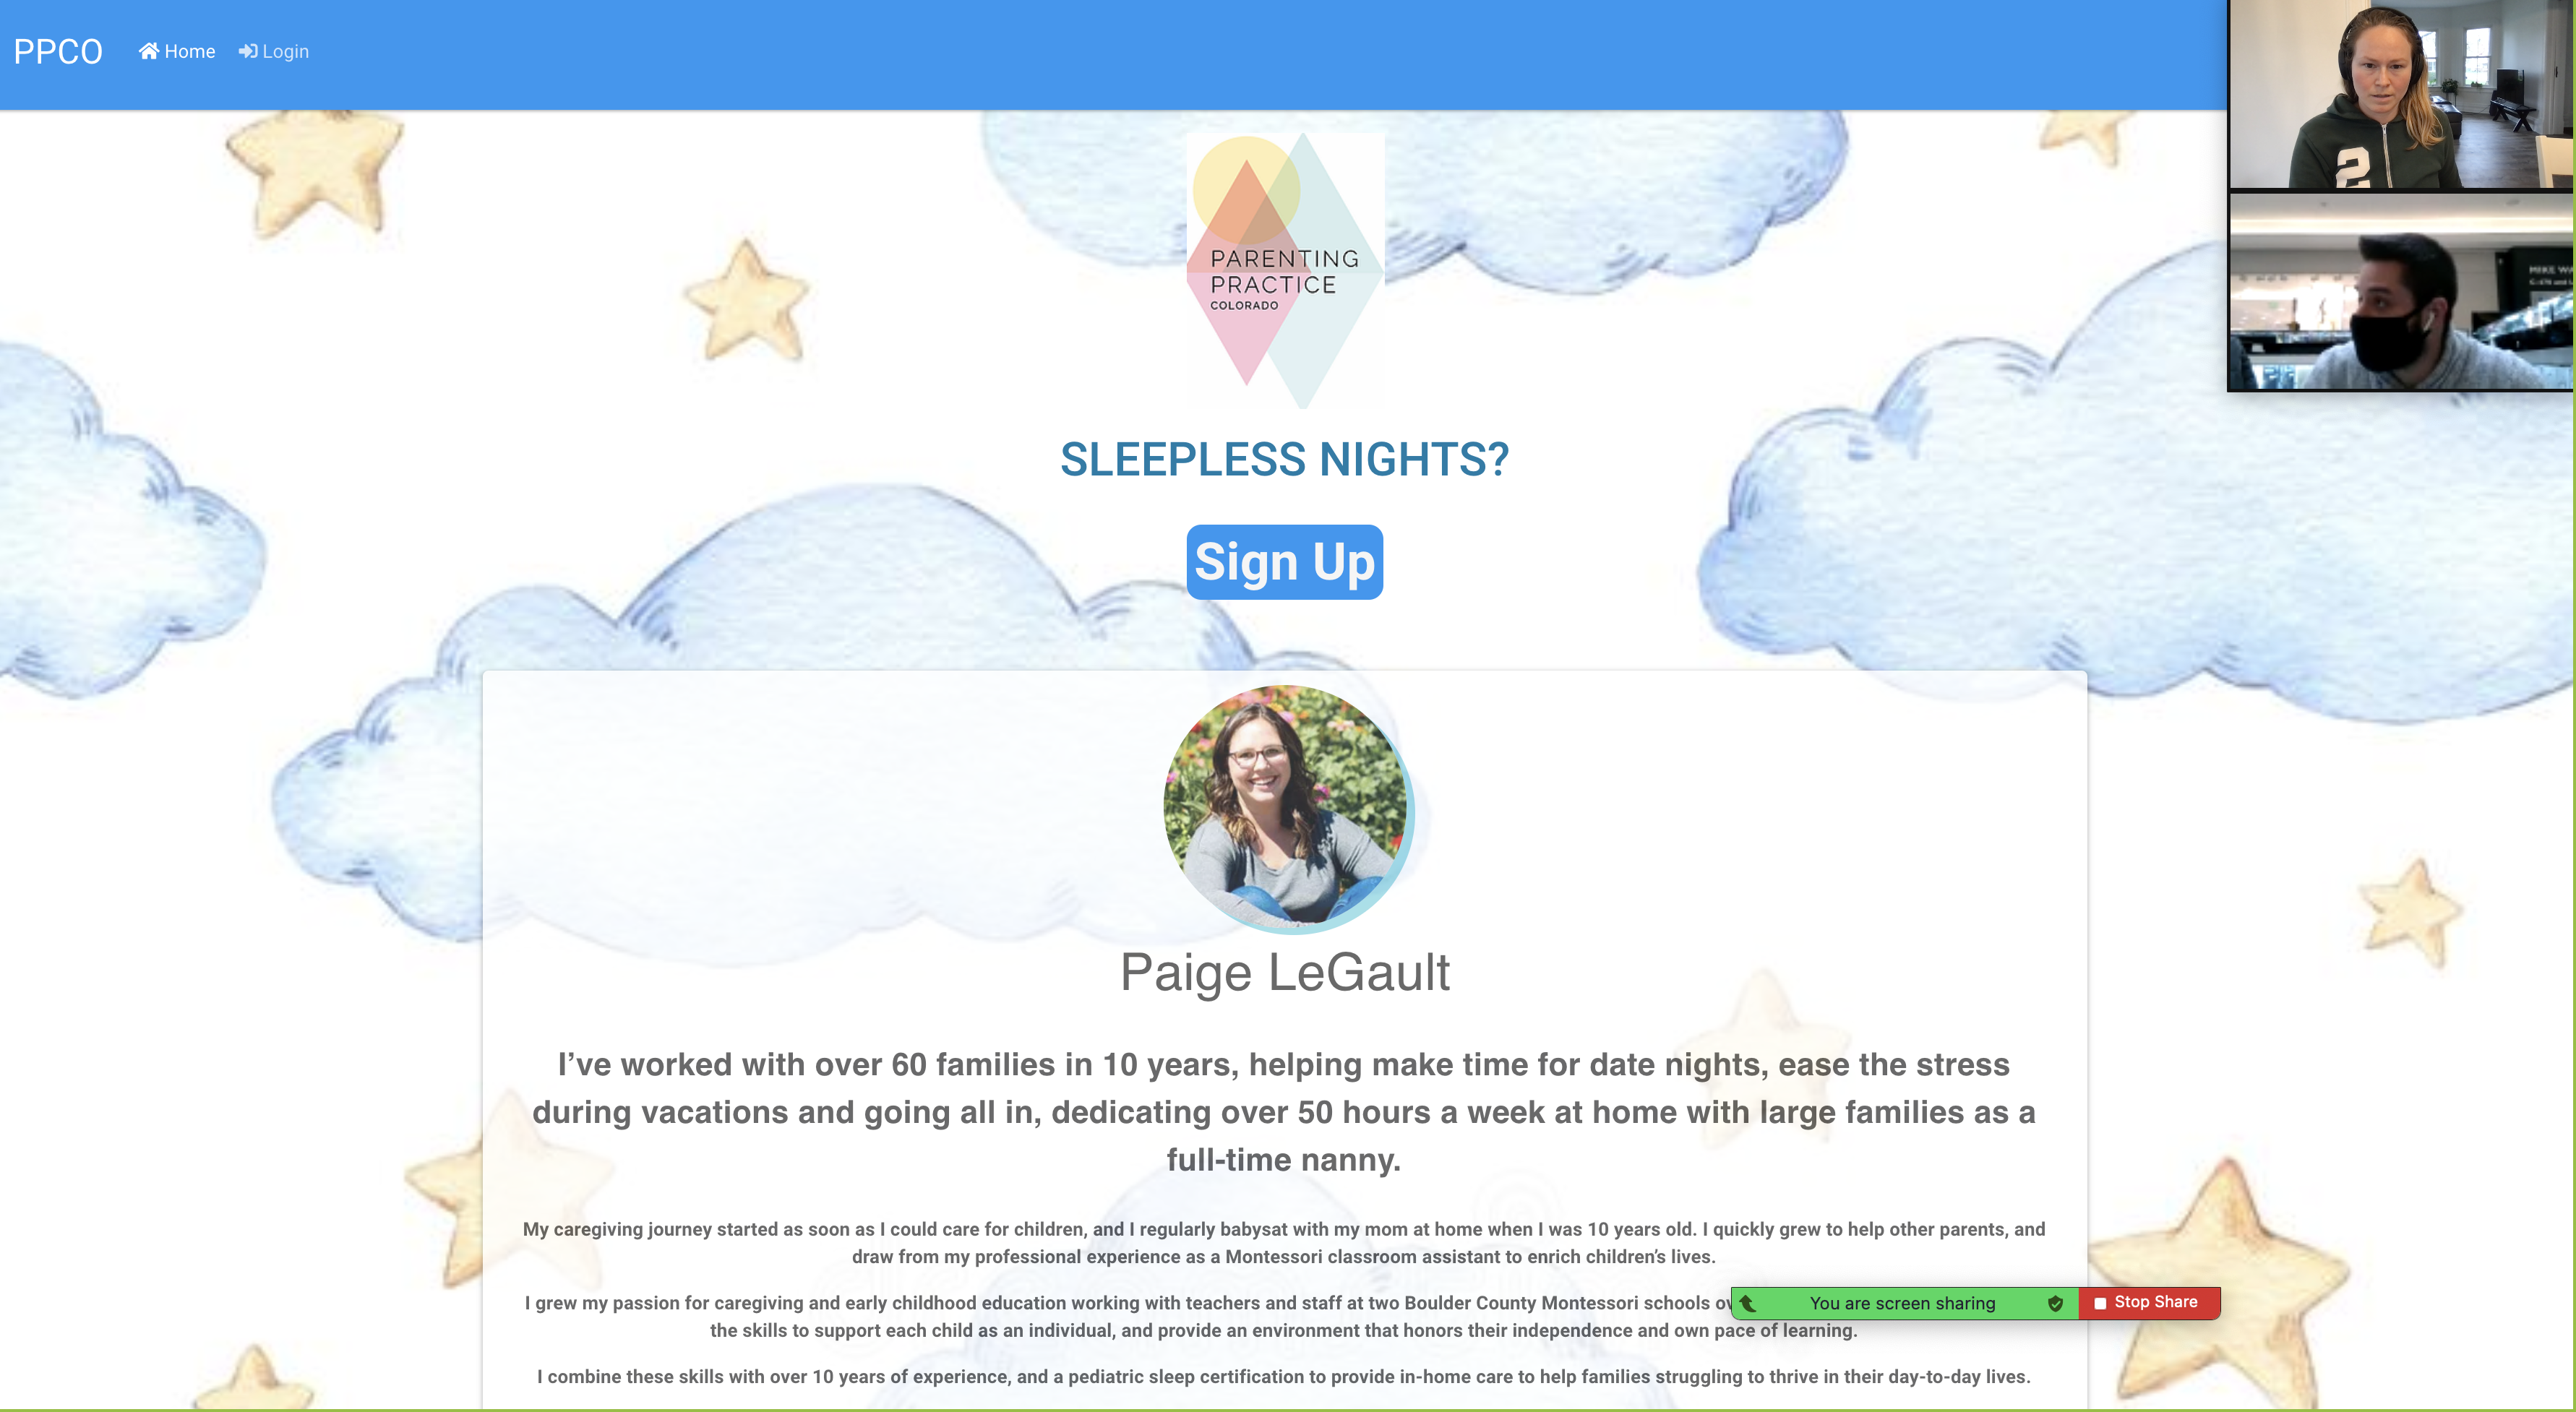 PPCO
Home
Login
PARENTING
PRACTICE
COLORADO
SLEEPLESS NIGHTS?
Sign Up
2
MIKE
Paige LeGault
I’ve worked with over 60 families in 10 years, helping make time for date nights, ease the stress
during vacations and going all in, dedicating over 50 hours a week at home with large families as a
full-time nanny.
My caregiving journey started as soon as I could care for children, and I regularly babysat with my mom at home when I was 10 years old. I quickly grew to help other parents, and
draw from my professional experience as a Montessori classroom assistant to enrich children’s lives.
I grew my passion for caregiving and early childhood education working with teachers and staff at two Boulder County Montessori schools
You are screen sharing
Stop Share
the skills to support each child as an individual, and provide an environment that honors their independence and own pace of learning.
I combine these skills with over 10 years of experience, and a pediatric sleep certification to provide in-home care to help families struggling to thrive in their day-to-day lives.